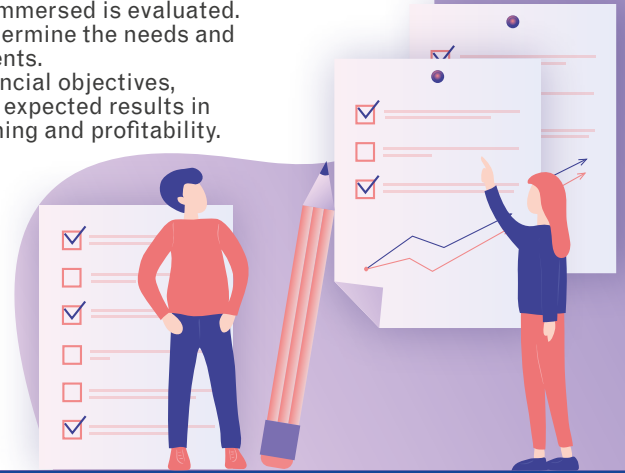 mmersed is evaluated.
ermine the needs and
ents.
ncial objectives,
expected results in
ning and profitability.